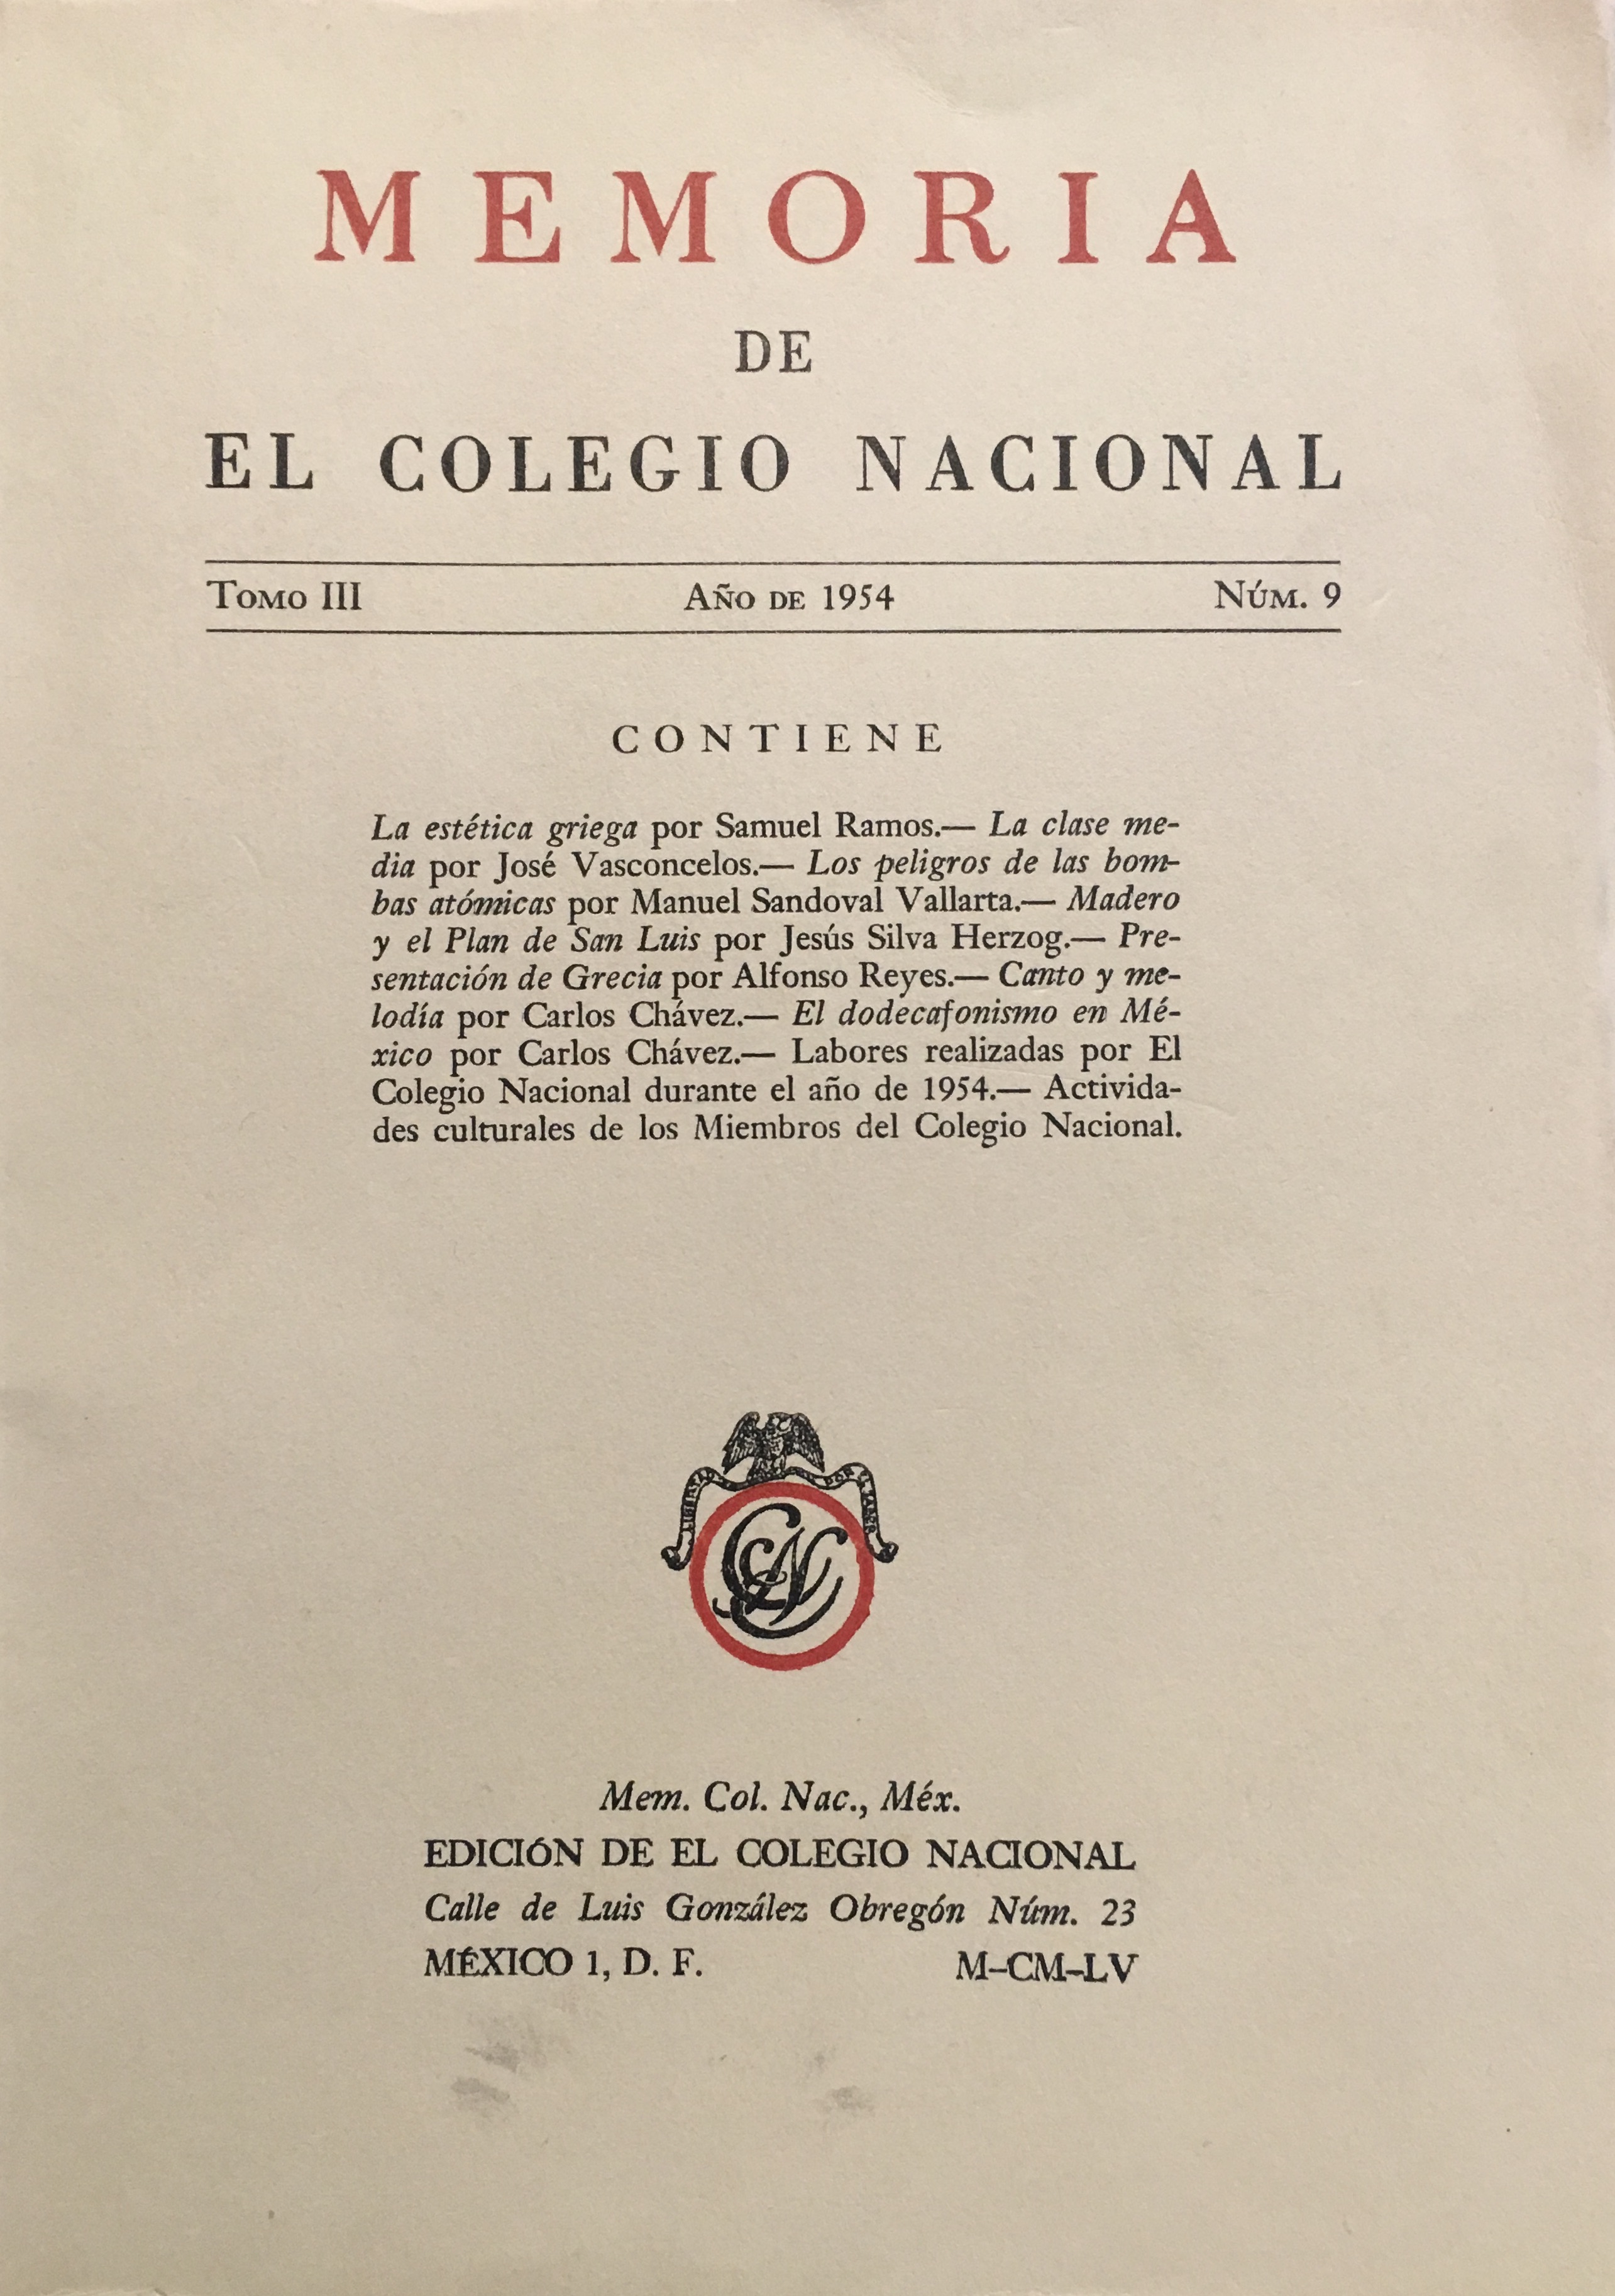 MEMORIA
DE
EL COLEGIO NACIONAL
Tomo III Año de 1954 Núm. 9
CONTIENE
La estética griega por Samuel Ramos.— La clase me-
dia por José Vasconcelos.— Los peligros de las bom-
bas atómicas por Manuel Sandoval Vallarta.— Madero
y el Plan de San Luis por Jesús Silva Herzog.— Pre-
sentación de Grecia por Alfonso Reyes.— Canto y me-
lodía por Carlos Chávez.— El dodecafonismo en Mé-
xico por Carlos Chávez.— Labores realizadas por El
Colegio Nacional durante el año de 1954.— Activida-
des culturales de los Miembros del Colegio Nacional.
CN
Mem. Col. Nac., Méx.
EDICIÓN DE EL COLEGIO NACIONAL
Calle de Luis González Obregón Núm. 23
MÉXICO 1, D. F. M-CM-LV